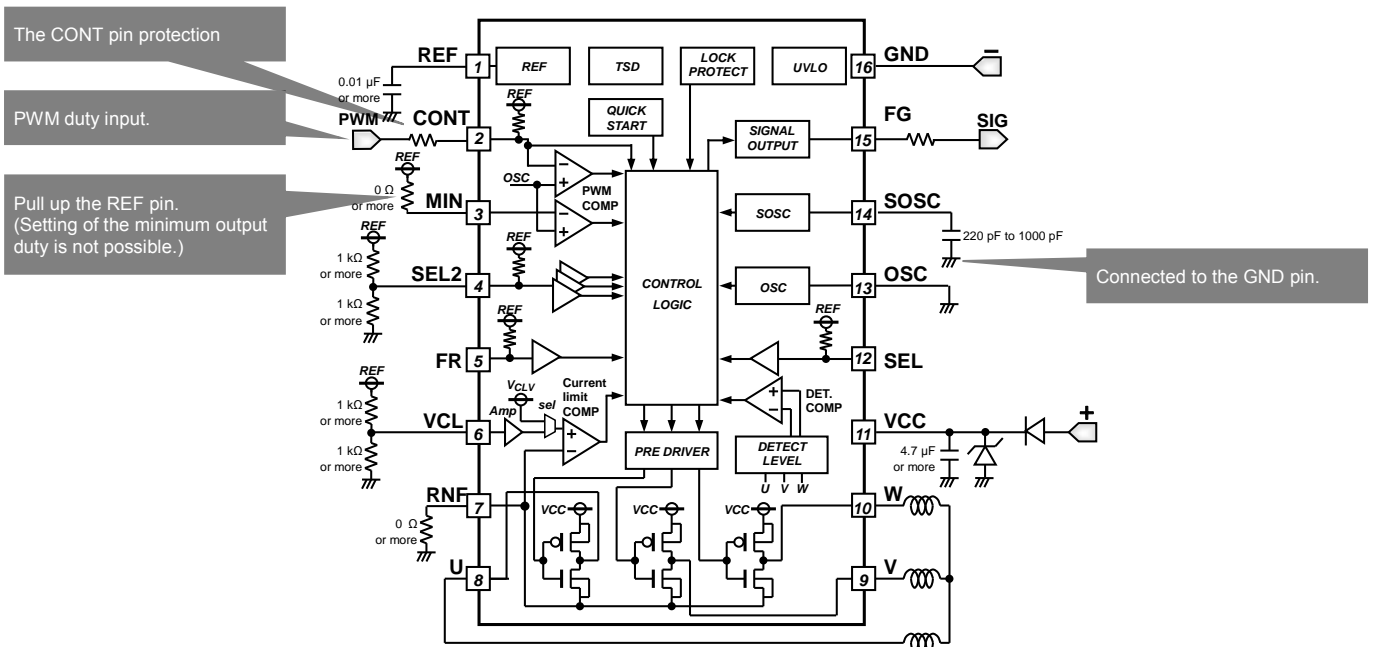 The CONT pin protection
PWM duty input.
Pull up the REF pin.
(Setting of the minimum output
duty is not possible.)
REF
1
0.01 µF
or more
PWM
CONT
2
REF
0 Ω
or more
MIN
3
REF
1 kΩ
or more
SEL2
4
1 kΩ
or more
FR
5
REF
1 kΩ
or more
VCL
6
1 kΩ
or more
RNF
7
0 Ω
or more
U
8
REF
TSD
LOCK
PROTECT
UVLO
REF
QUICK
START
SIGNAL
OUTPUT
OSC
PWM
COMP
REF
SOSC
CONTROL
LOGIC
OSC
REF
REF
VCLV
Amp
sel
Current
limit
COMP
DET.
COMP
PRE DRIVER
DETECT
LEVEL
U V W
VCC
VCC
VCC
16
GND
–
15
FG
SIG
14
SOSC
220 pF to 1000 pF
13
OSC
Connected to the GND pin.
12
SEL
11
VCC
+
4.7 µF
or more
10
W
9
V